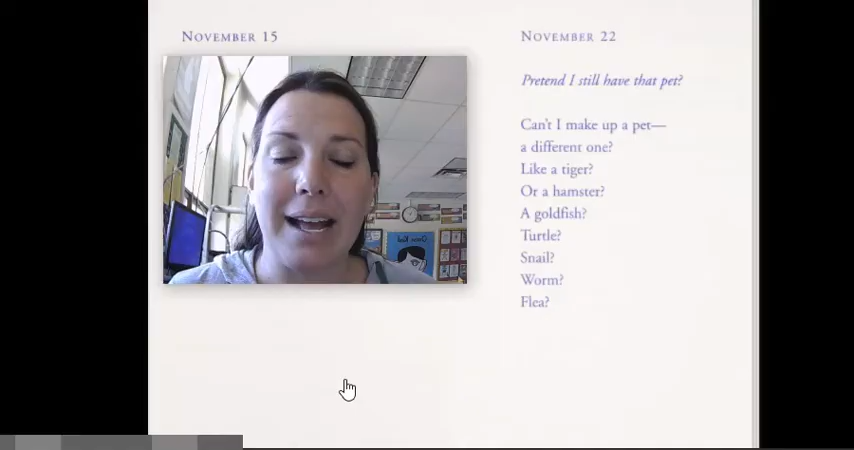 November 15
November 22
Pretend I still have that pet?
Can't I make up a pet—
a different one?
Like a tiger?
Or a hamster?
A goldfish?
Turtle?
Snail?
Worm?
Flea?